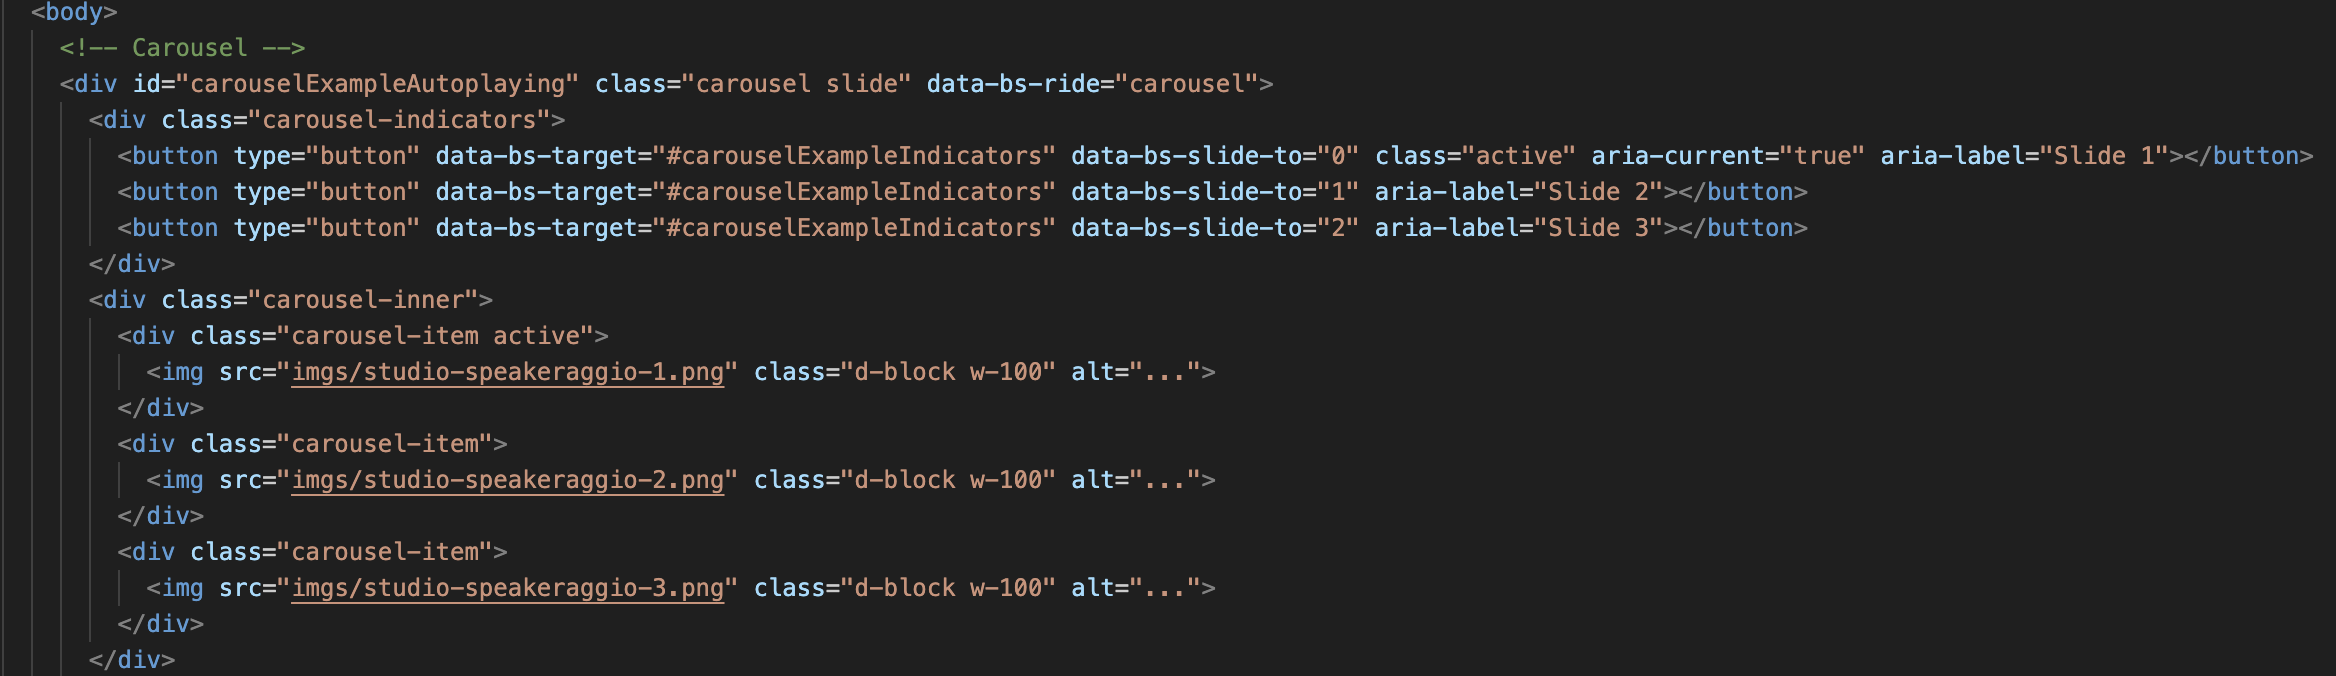 <body>
<!-- Carousel -->
<div id="carouselExampleAutoplaying" class="carousel slide" data-bs-ride="carousel">
<div class="carousel-indicators">
<button type="button" data-bs-target="#carouselExampleIndicators" data-bs-slide-to="0" class="active" aria-current="true" aria-label="Slide 1"></button>
<button type="button" data-bs-target="#carouselExampleIndicators" data-bs-slide-to="1" aria-label="Slide 2"></button>
<button type="button" data-bs-target="#carouselExampleIndicators" data-bs-slide-to="2" aria-label="Slide 3"></button>
</div>
<div class="carousel-inner">
<div class="carousel-item active">
<img src="imgs/studio-speakeraggio-1.png" class="d-block w-100" alt="...">
</div>
<div class="carousel-item">
<img src="imgs/studio-speakeraggio-2.png" class="d-block w-100" alt="...">
</div>
<div class="carousel-item">
<img src="imgs/studio-speakeraggio-3.png" class="d-block w-100" alt="...">
</div>
</div>